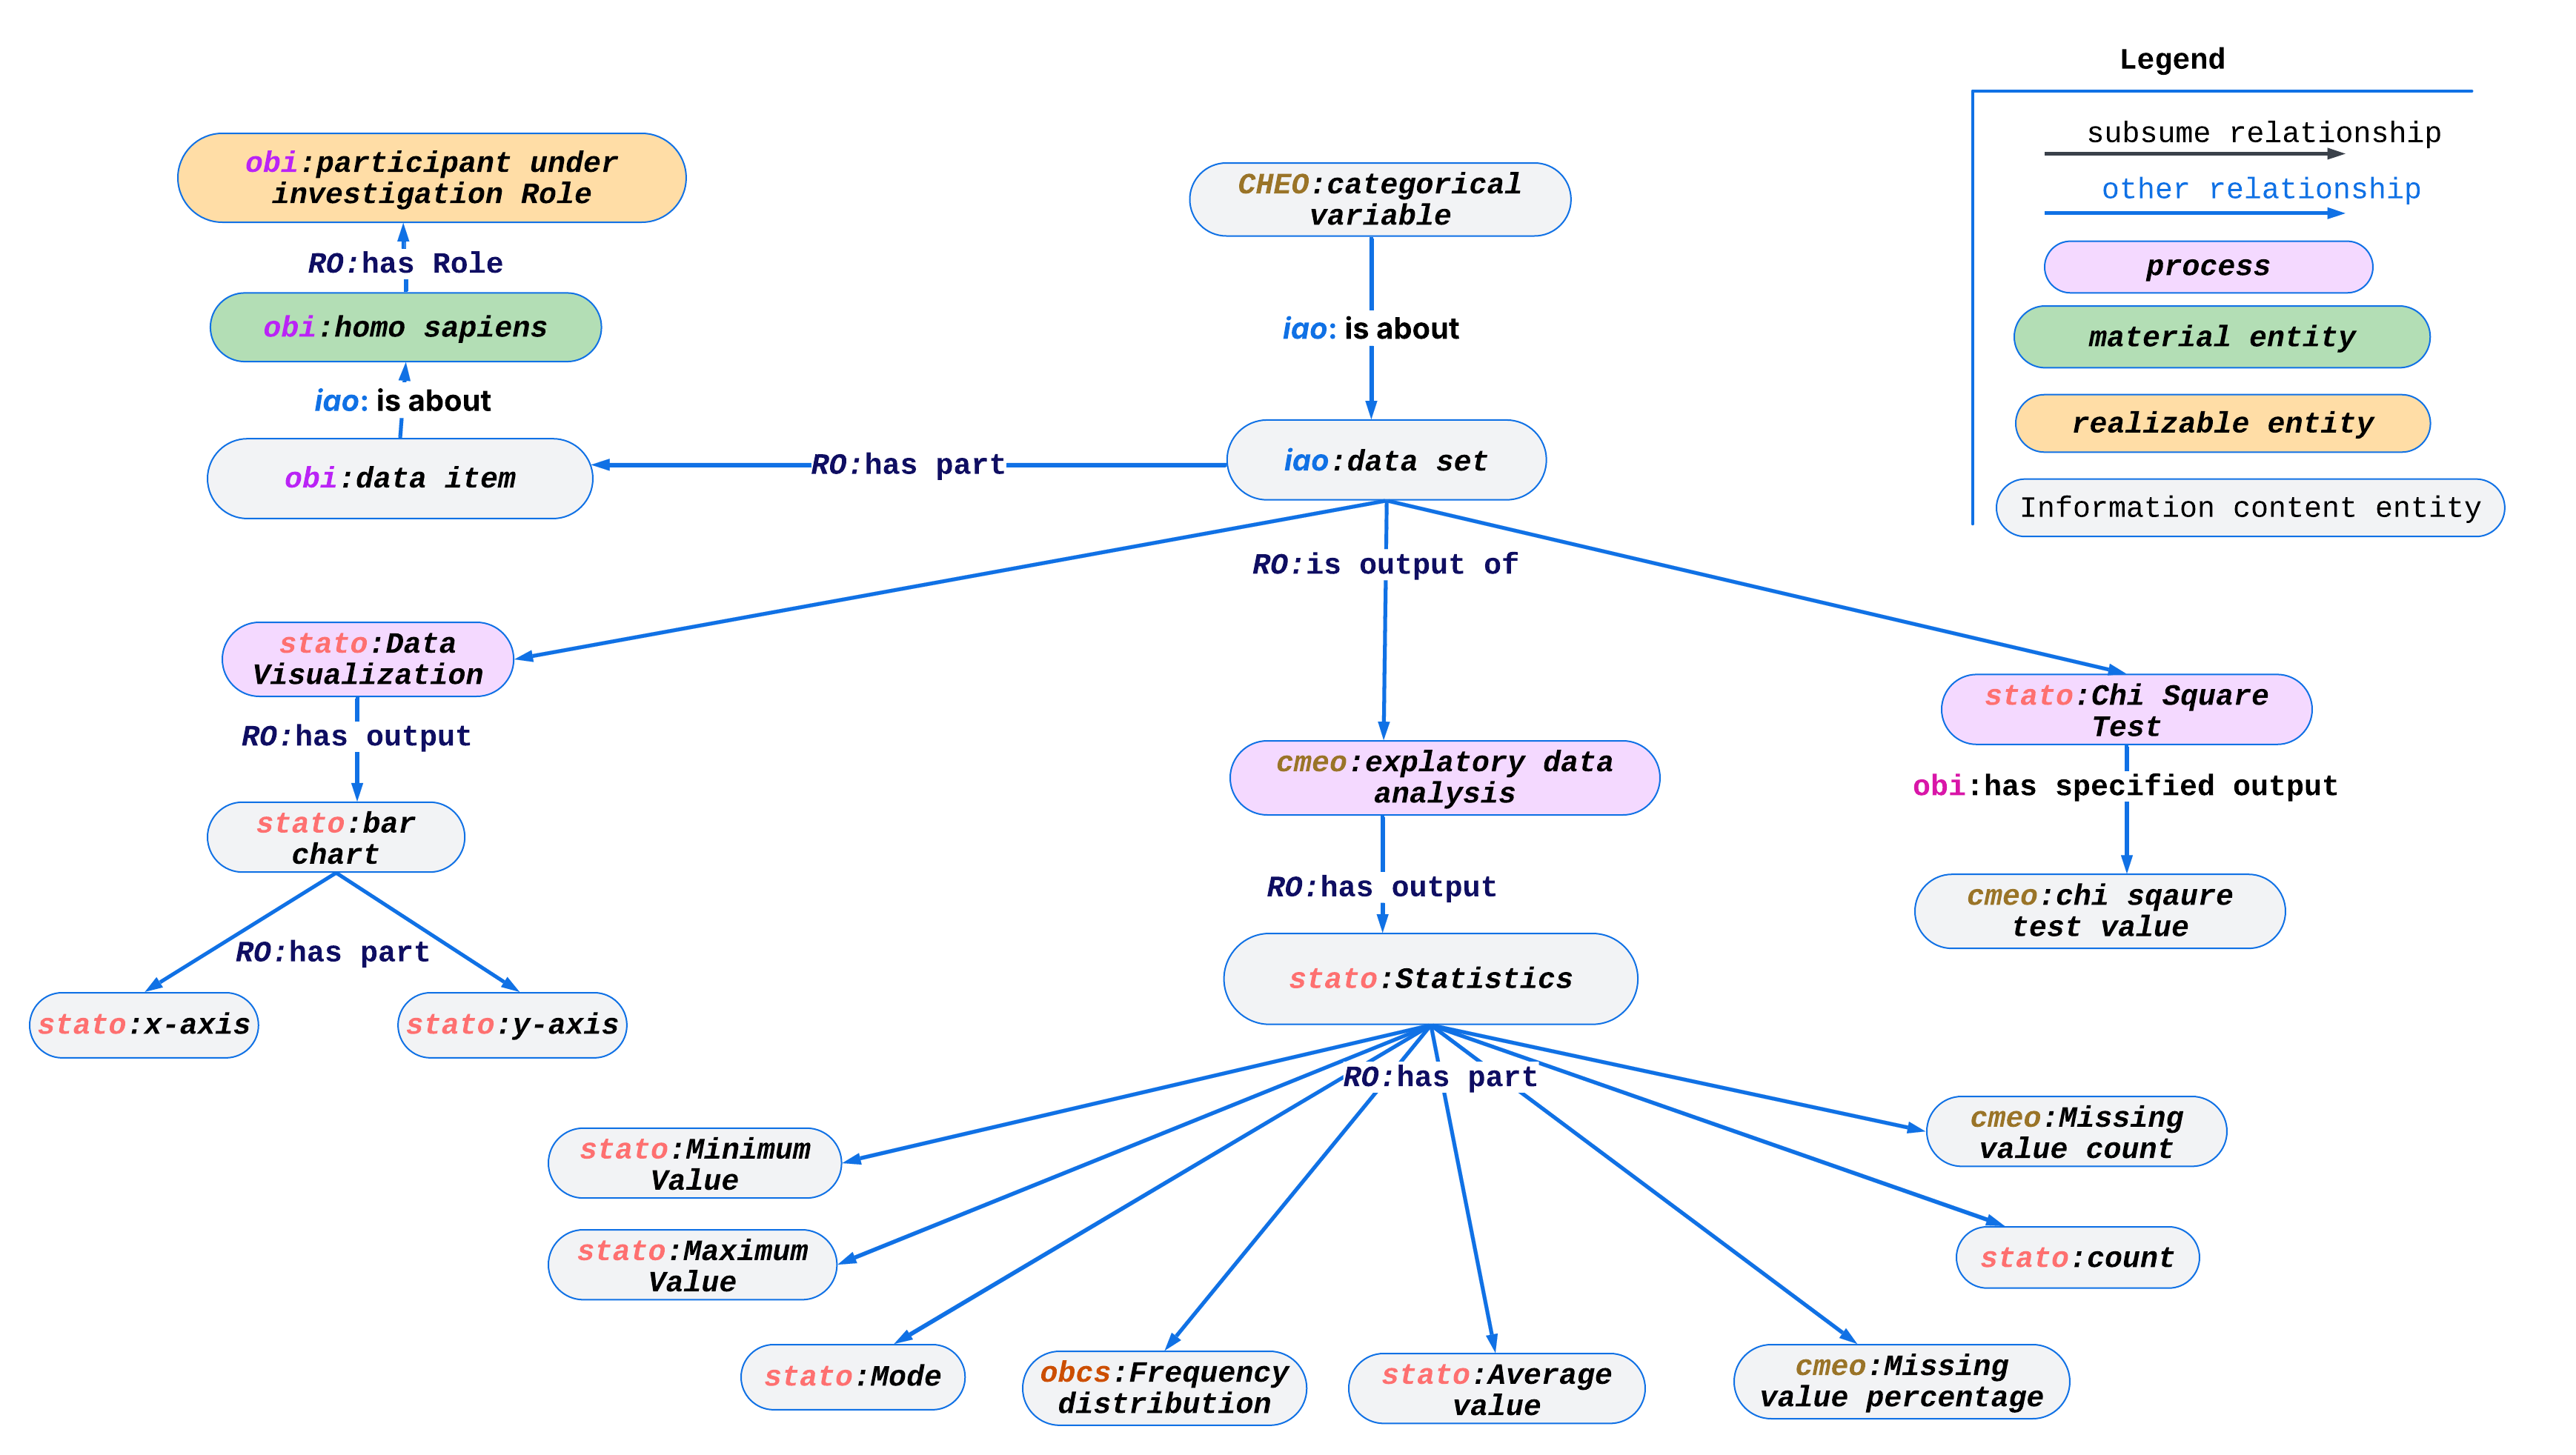 Legend
subsume relationship
other relationship
process
material entity
realizable entity
Information content entity
obi:participant under
investigation Role
RO:has Role
obi:homo sapiens
iao: is about
obi:data item
CHEO:categorical
variable
iao: is about
iao:data set
RO:has part
RO:is output of
stato:Data
Visualization
RO:has output
stato:bar
chart
RO:has part
stato:x-axis
stato:y-axis
cmeo:explatory data
analysis
RO:has output
stato:Statistics
RO:has part
stato:Chi Square
Test
obi:has specified output
cmeo:chi sqaure
test value
stato:Minimum
Value
stato:Maximum
Value
stato:Mode
obcs:Frequency
distribution
stato:Average
value
cmeo:Missing
value percentage
stato:count
cmeo:Missing
value count